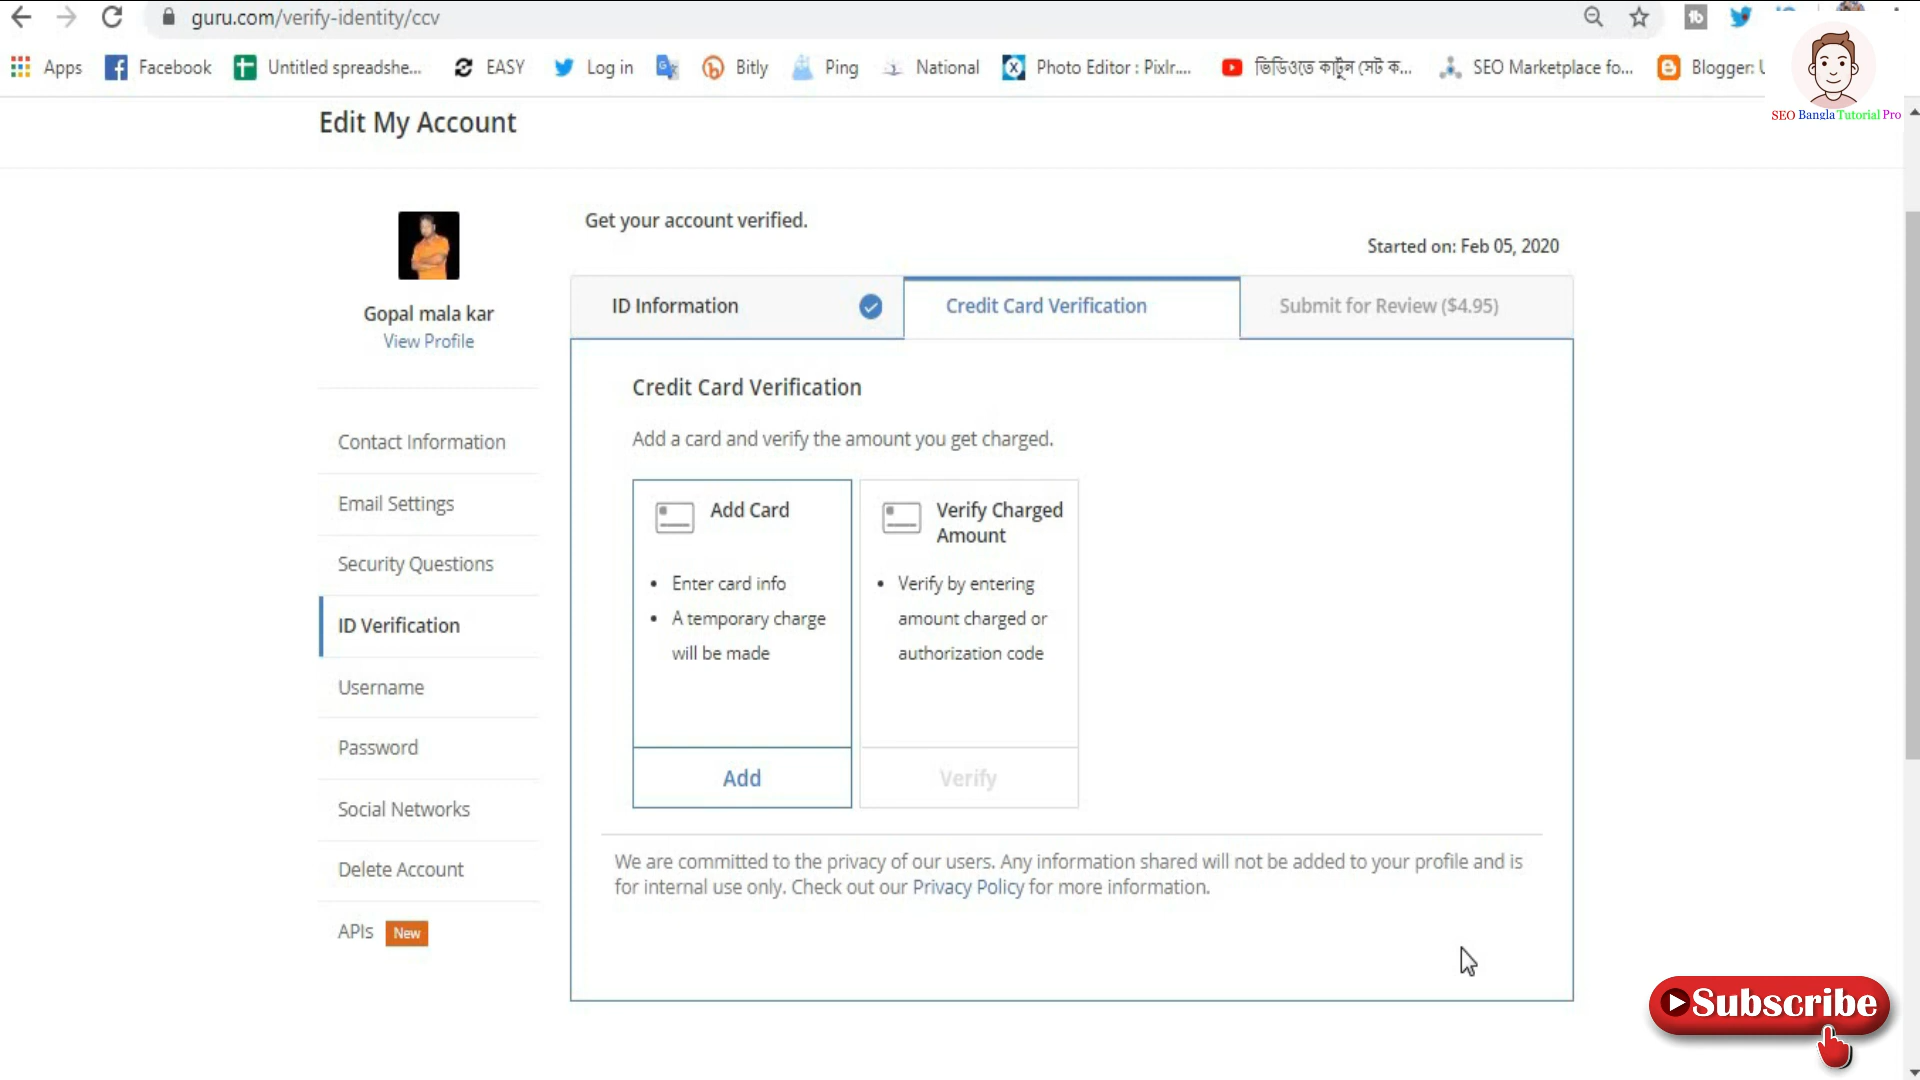 guru.com/verify-identity/ccv
Apps Facebook Untitled spreadshe... EASY Log in Bitly Ping National Photo Editor : Pixlr.... ভিডিওতে কার্টুন সেট ক... SEO Marketplace fo... Blogger: U
SEO Bangla Tutorial Pro
Edit My Account
Get your account verified.
Started on: Feb 05, 2020
Gopal mala kar
View Profile
ID Information
Credit Card Verification
Submit for Review ($4.95)
Credit Card Verification
Add a card and verify the amount you get charged.
Contact Information
Email Settings
Security Questions
ID Verification
Username
Password
Social Networks
Delete Account
APIs New
Add Card
• Enter card info
• A temporary charge
will be made
Add
Verify Charged
Amount
• Verify by entering
amount charged or
authorization code
Verify
We are committed to the privacy of our users. Any information shared will not be added to your profile and is
for internal use only. Check out our Privacy Policy for more information.
Subscribe